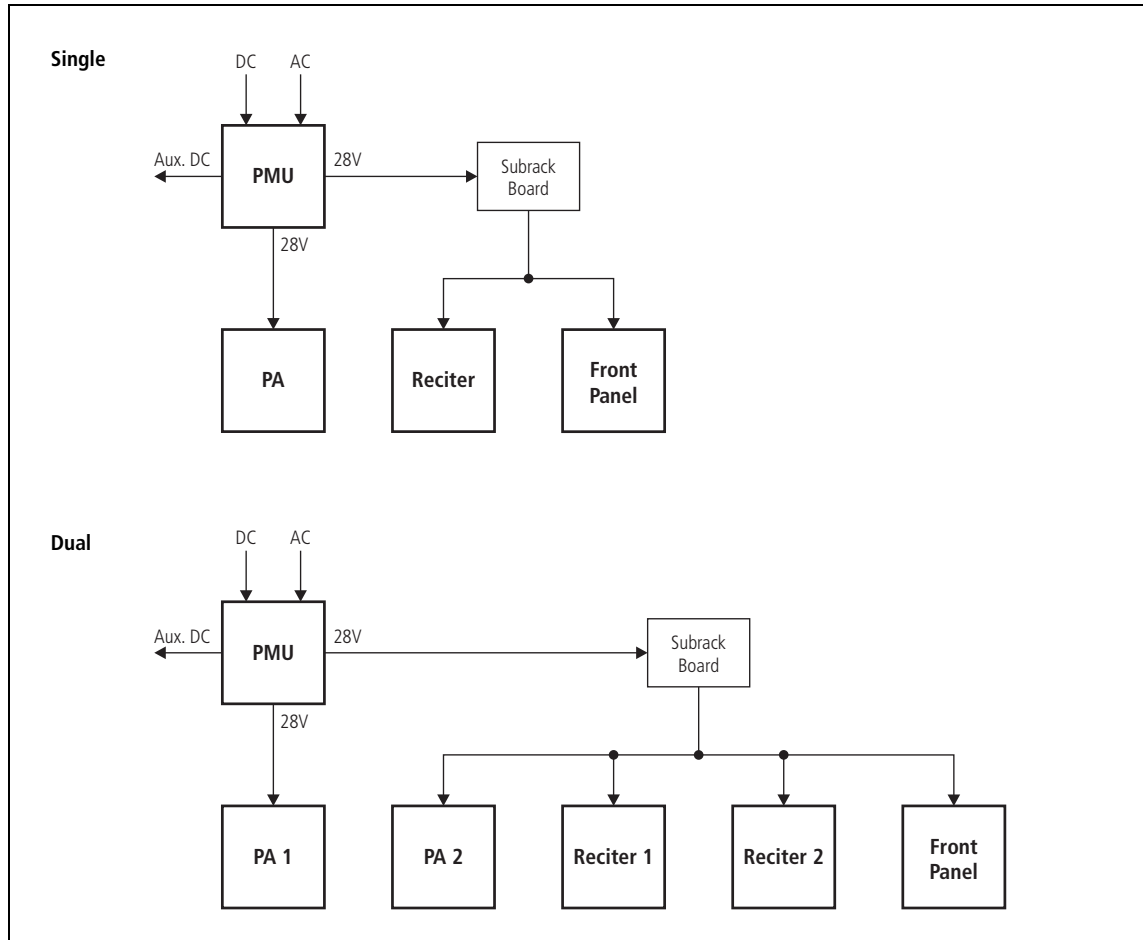 Single
DC AC
Aux. DC
PMU
28V
Subrack
Board
28V
PA
Reciter
Front
Panel
Dual
DC AC
Aux. DC
PMU
28V
Subrack
Board
28V
PA 1
PA 2
Reciter 1
Reciter 2
Front
Panel